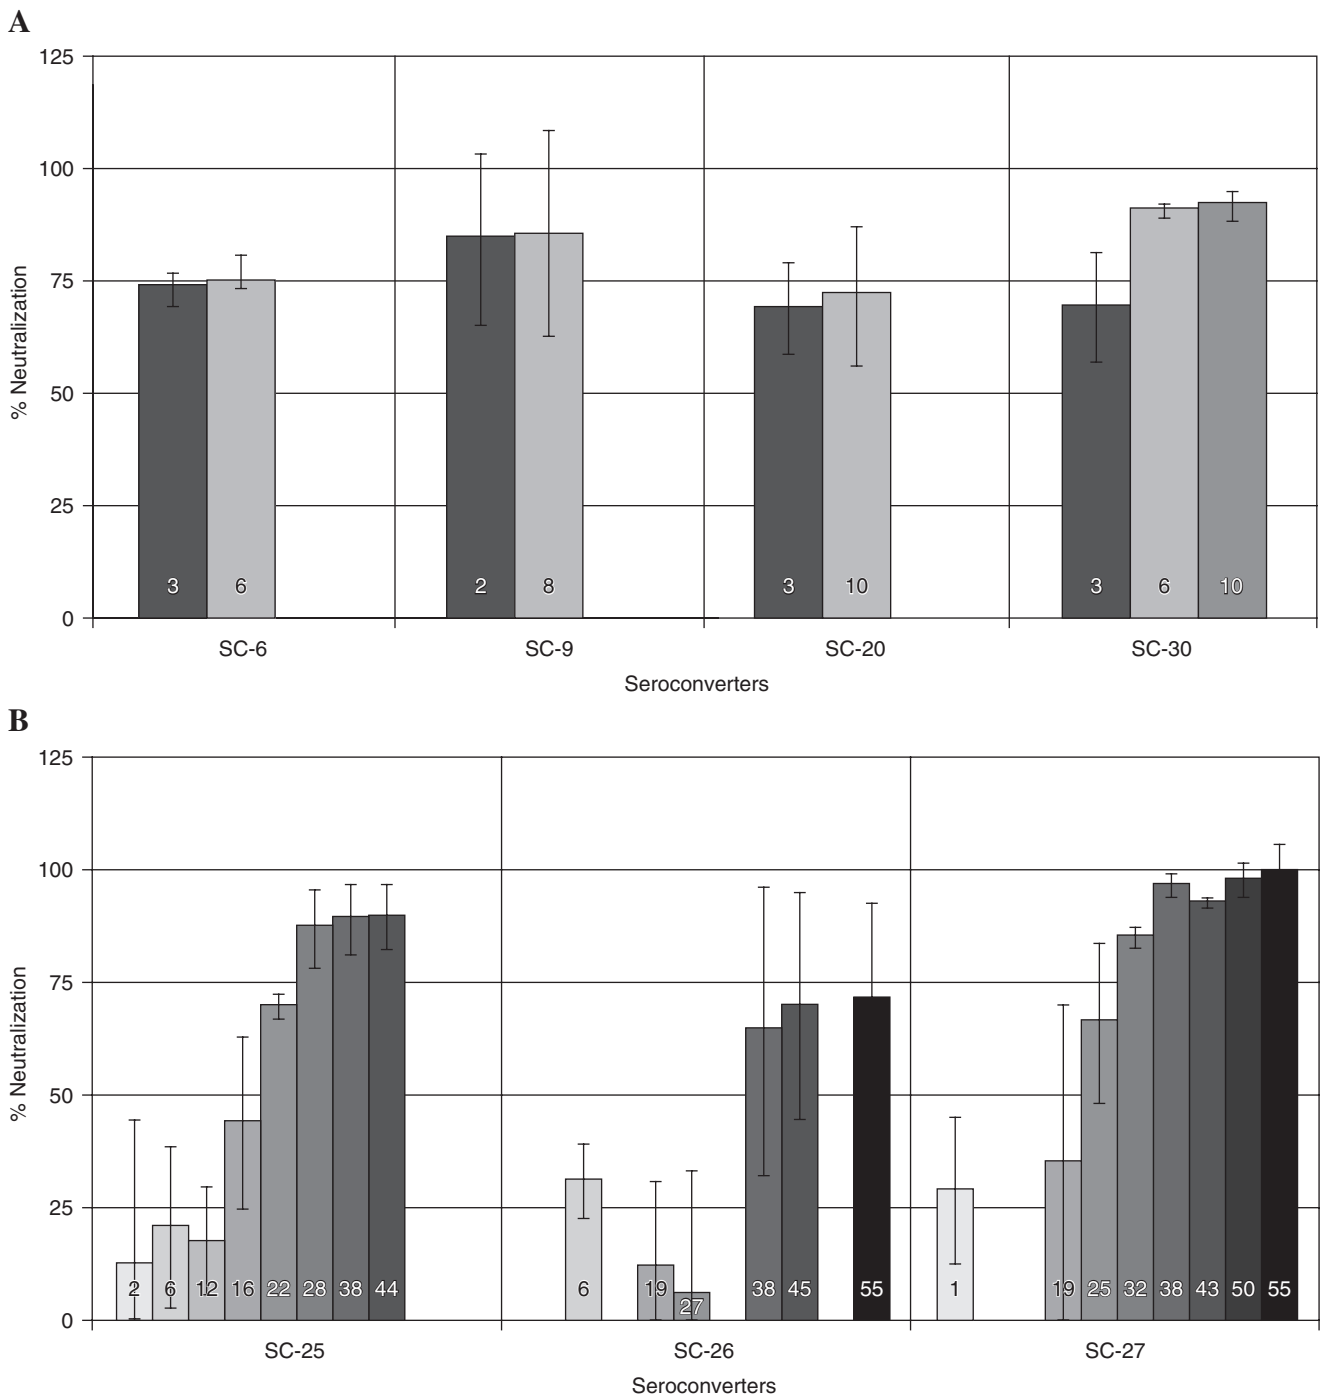 A
125
100
75
50
25
0
% Neutralization
3 6 2 8 3 10 3 6 10
SC-6 SC-9 SC-20 SC-30
Seroconverters
B
125
100
75
50
25
0
% Neutralization
2 6 12 16 22 28 38 44 6 19 27 38 45 55 1 19 25 32 38 43 50 55
SC-25 SC-26 SC-27
Seroconverters